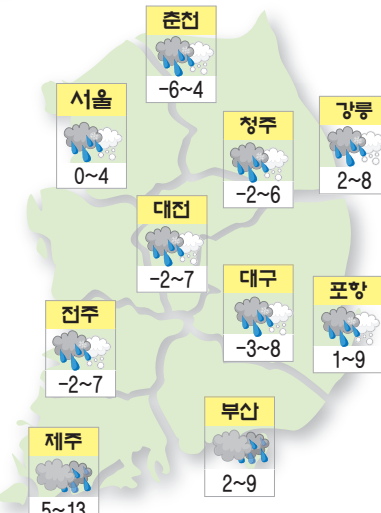 춘천
-6~4
서울
0~4
청주
-2~6
강릉
2~8
대전
-2~7
대구
-3~8
포항
1~9
전주
-2~7
부산
2~9
제주
5~13